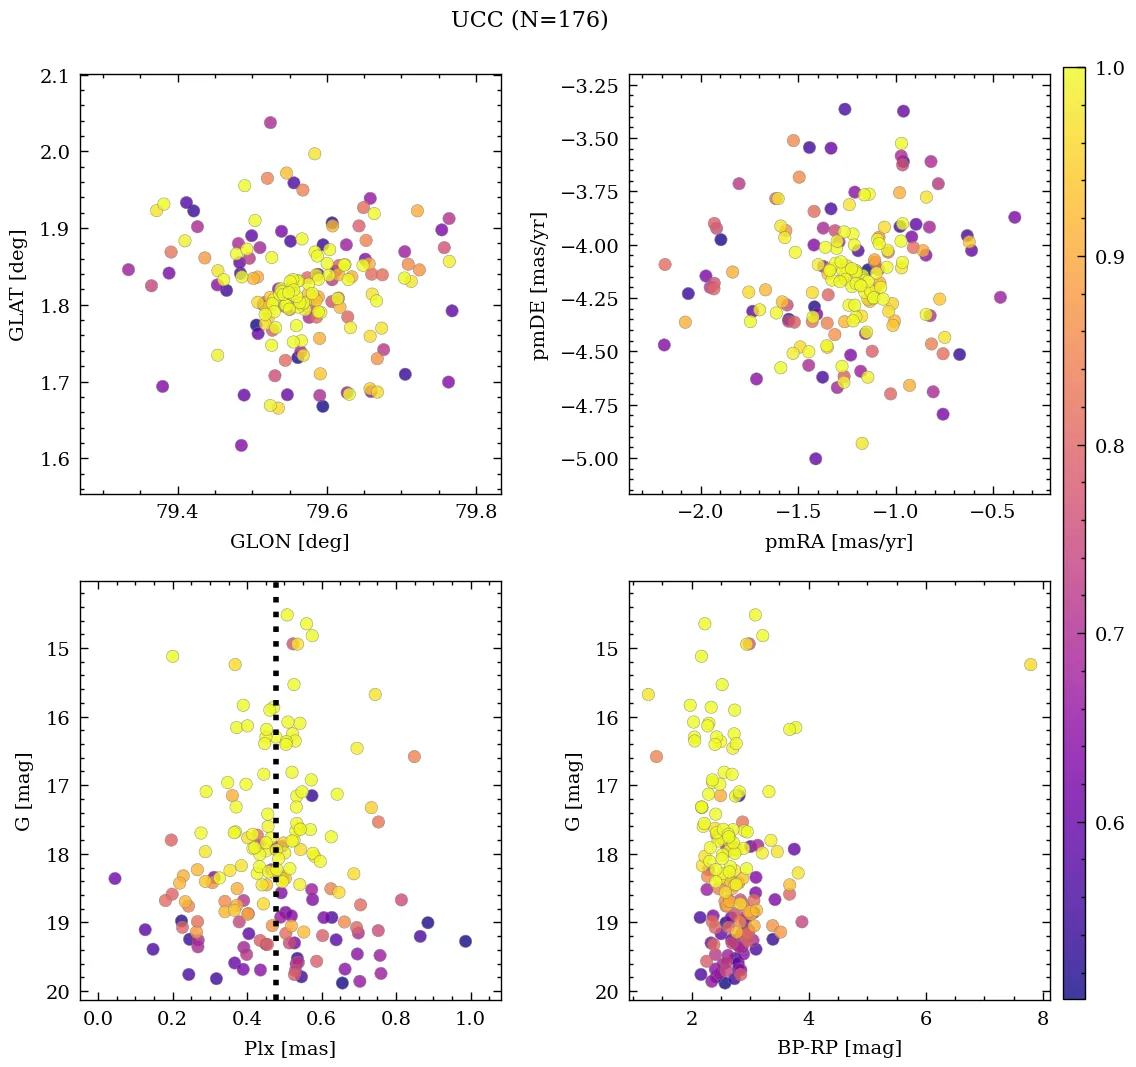 UCC (N=176)
2.1
2.0
1.9
1.8
1.7
1.6
GLAT [deg]
79.4 79.6 79.8
GLON [deg]
−3.25
−3.50
−3.75
−4.00
−4.25
−4.50
−4.75
−5.00
pmDE [mas/yr]
−2.0 −1.5 −1.0 −0.5
pmRA [mas/yr]
1.0
0.9
0.8
0.7
0.6
15
16
17
18
19
20
G [mag]
0.0 0.2 0.4 0.6 0.8 1.0
Plx [mas]
15
16
17
18
19
20
G [mag]
2 4 6 8
BP-RP [mag]